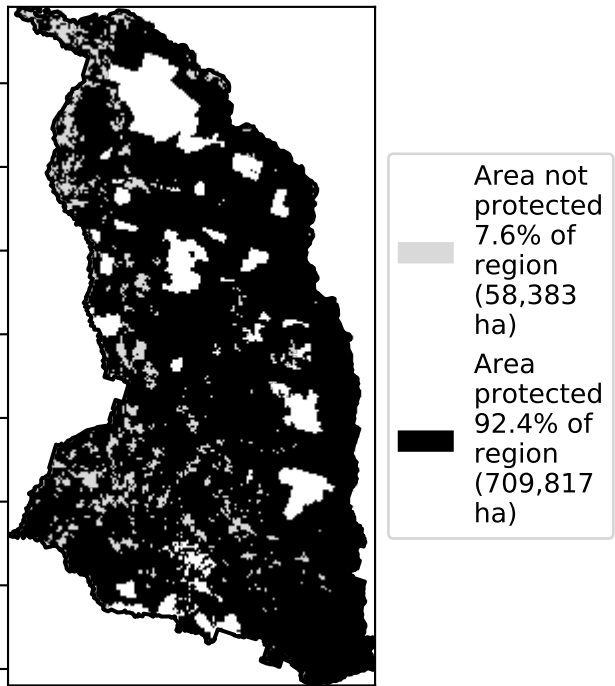 Area not
protected
7.6% of
region
(58,383
ha)
Area
protected
92.4% of
region
(709,817
ha)